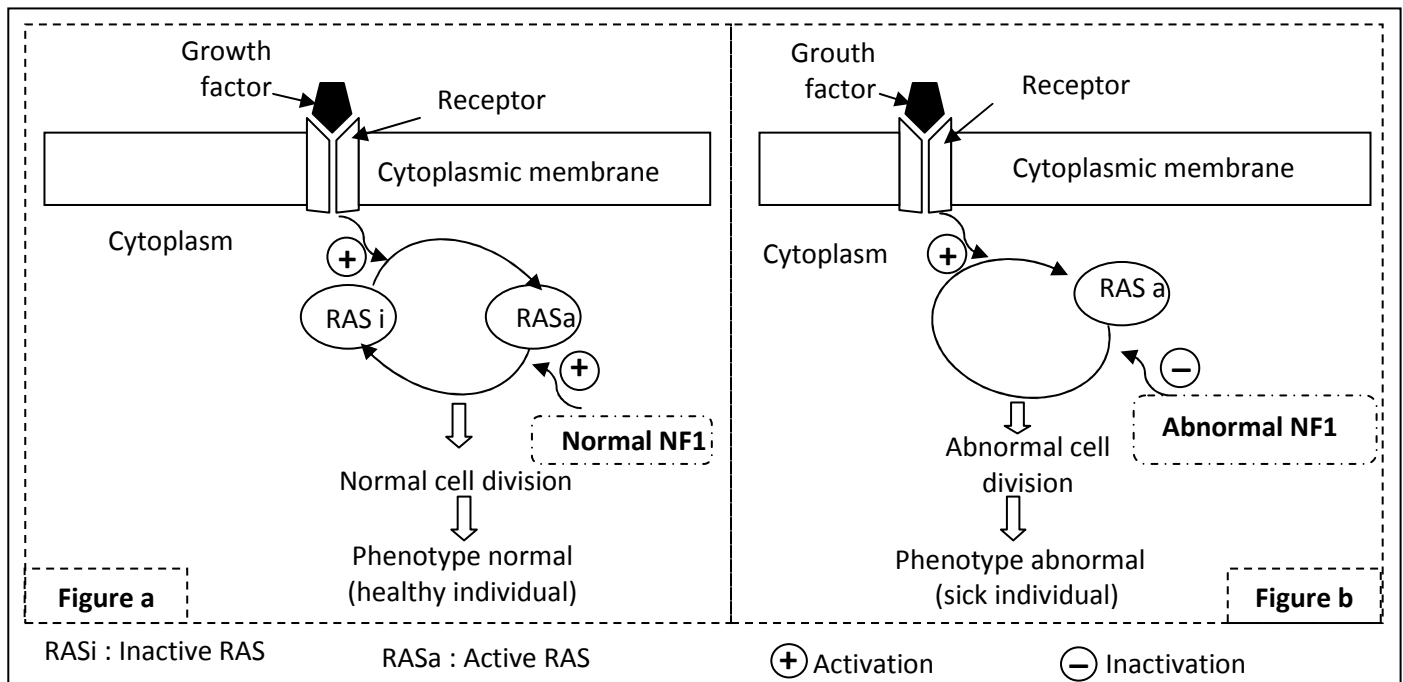 Growth
factor
Receptor
Cytoplasmic membrane
Cytoplasm
+
RAS i
RASa
+
Normal NF1
Normal cell division
Phenotype normal
(healthy individual)
Figure a
Grouth
factor
Receptor
Cytoplasmic membrane
Cytoplasm
+
RAS a
−
Abnormal NF1
Abnormal cell
division
Phenotype abnormal
(sick individual)
Figure b
RASi : Inactive RAS
RASa : Active RAS
+ Activation
− Inactivation